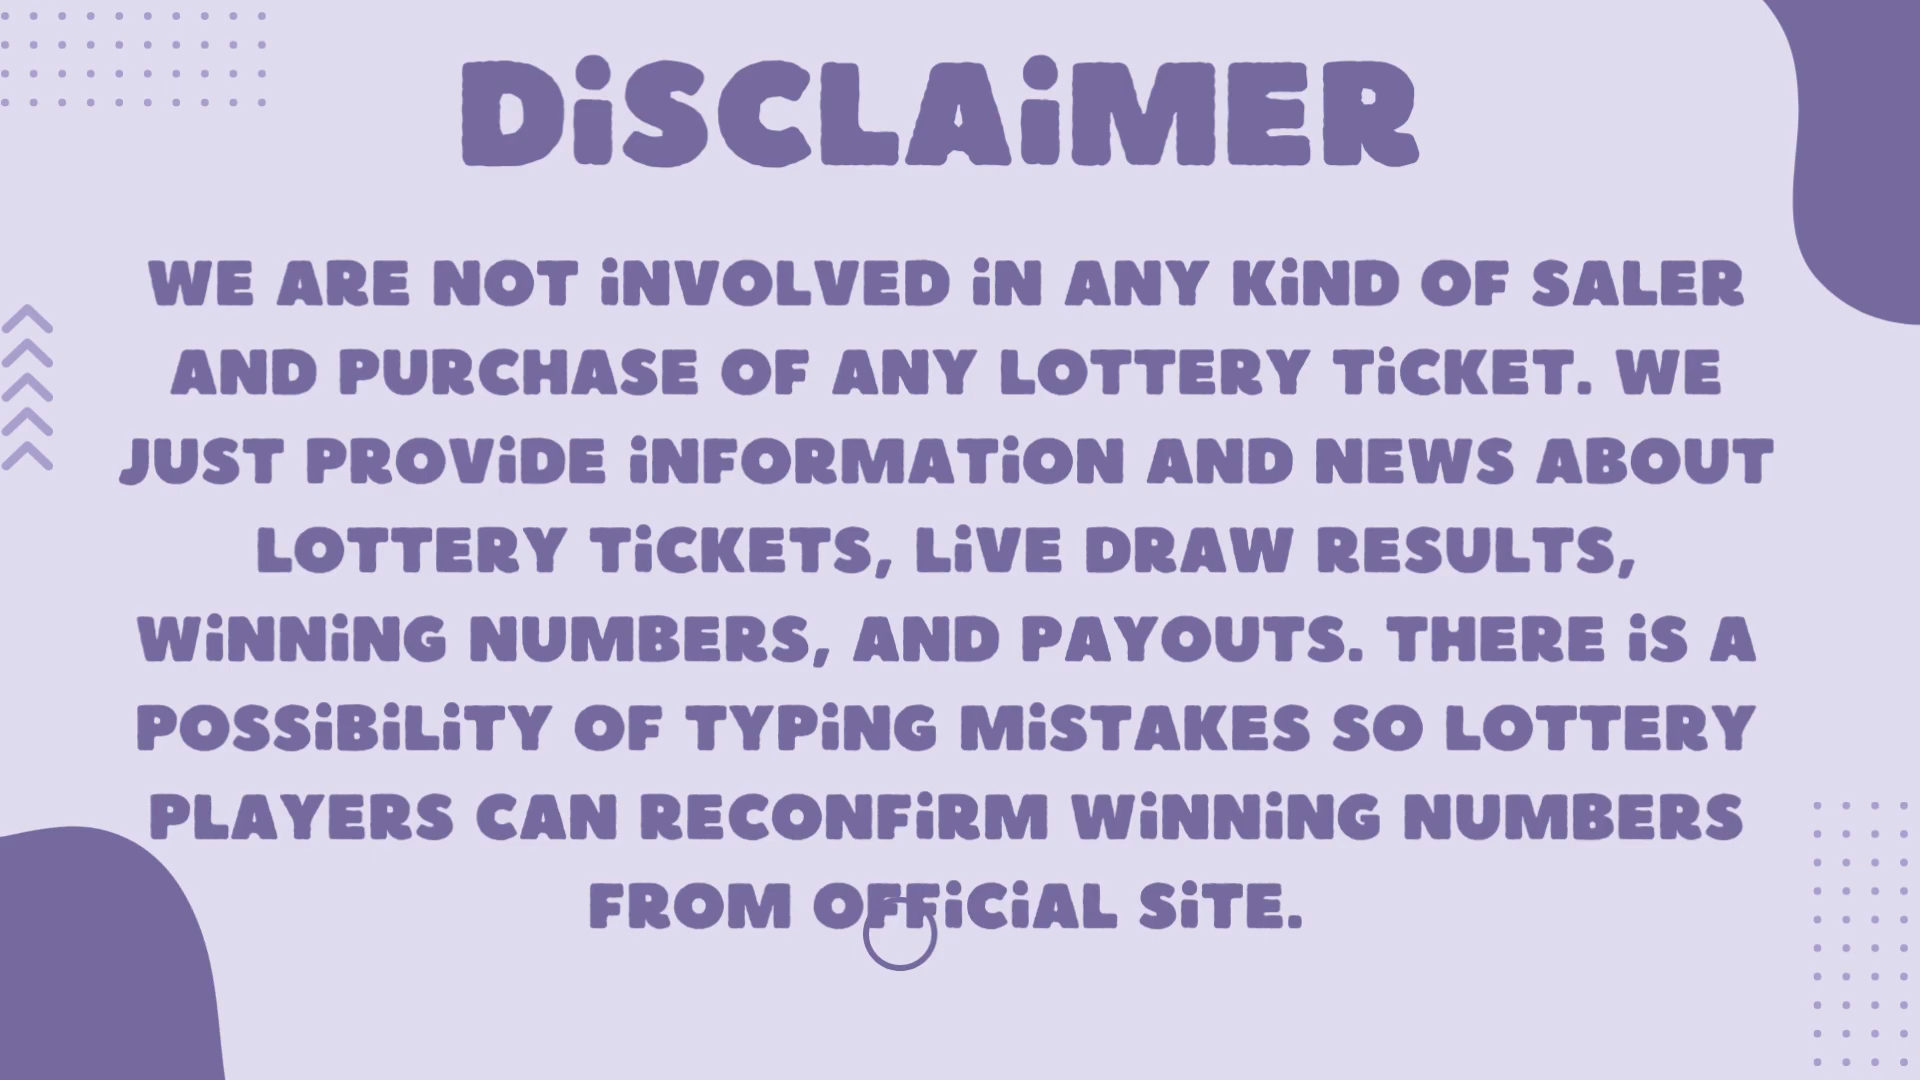 DiSCLAiMER
WE ARE NOT iNVOLVED iN ANY KiND OF SALER
AND PURCHASE OF ANY LOTTERY TiCKET. WE
JUST PROViDE iNFORMATiON AND NEWS ABOUT
LOTTERY TiCKETS, LiVE DRAW RESULTS,
WiNNiNG NUMBERS, AND PAYOUTS. THERE iS A
POSSiBiLiTY OF TYPiNG MiSTAKES SO LOTTERY
PLAYERS CAN RECONFiRM WiNNiNG NUMBERS
FROM OFFiCiAL SiTE.